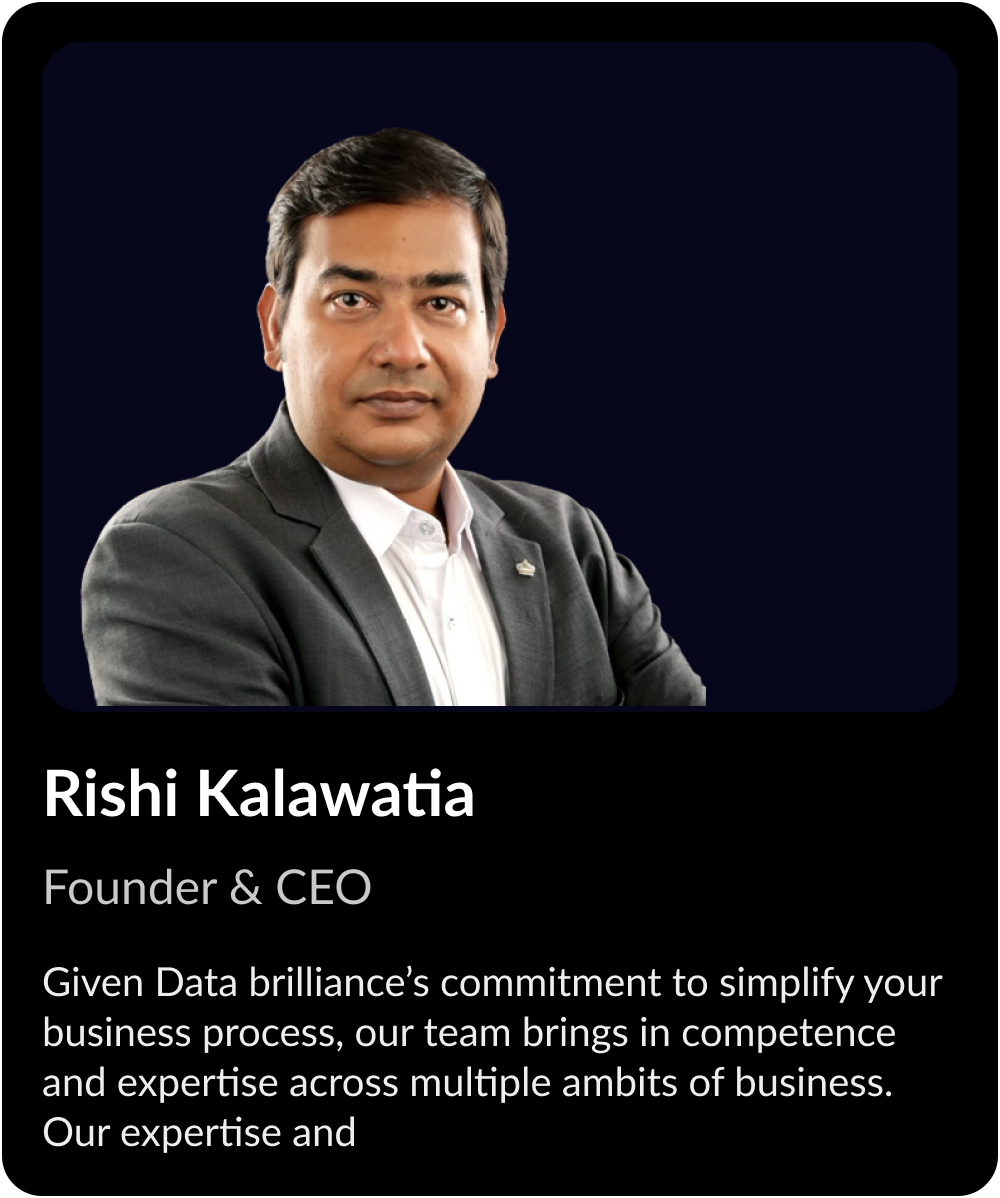 Rishi Kalawatia
Founder & CEO
Given Data brilliance’s commitment to simplify your
business process, our team brings in competence
and expertise across multiple ambits of business.
Our expertise and